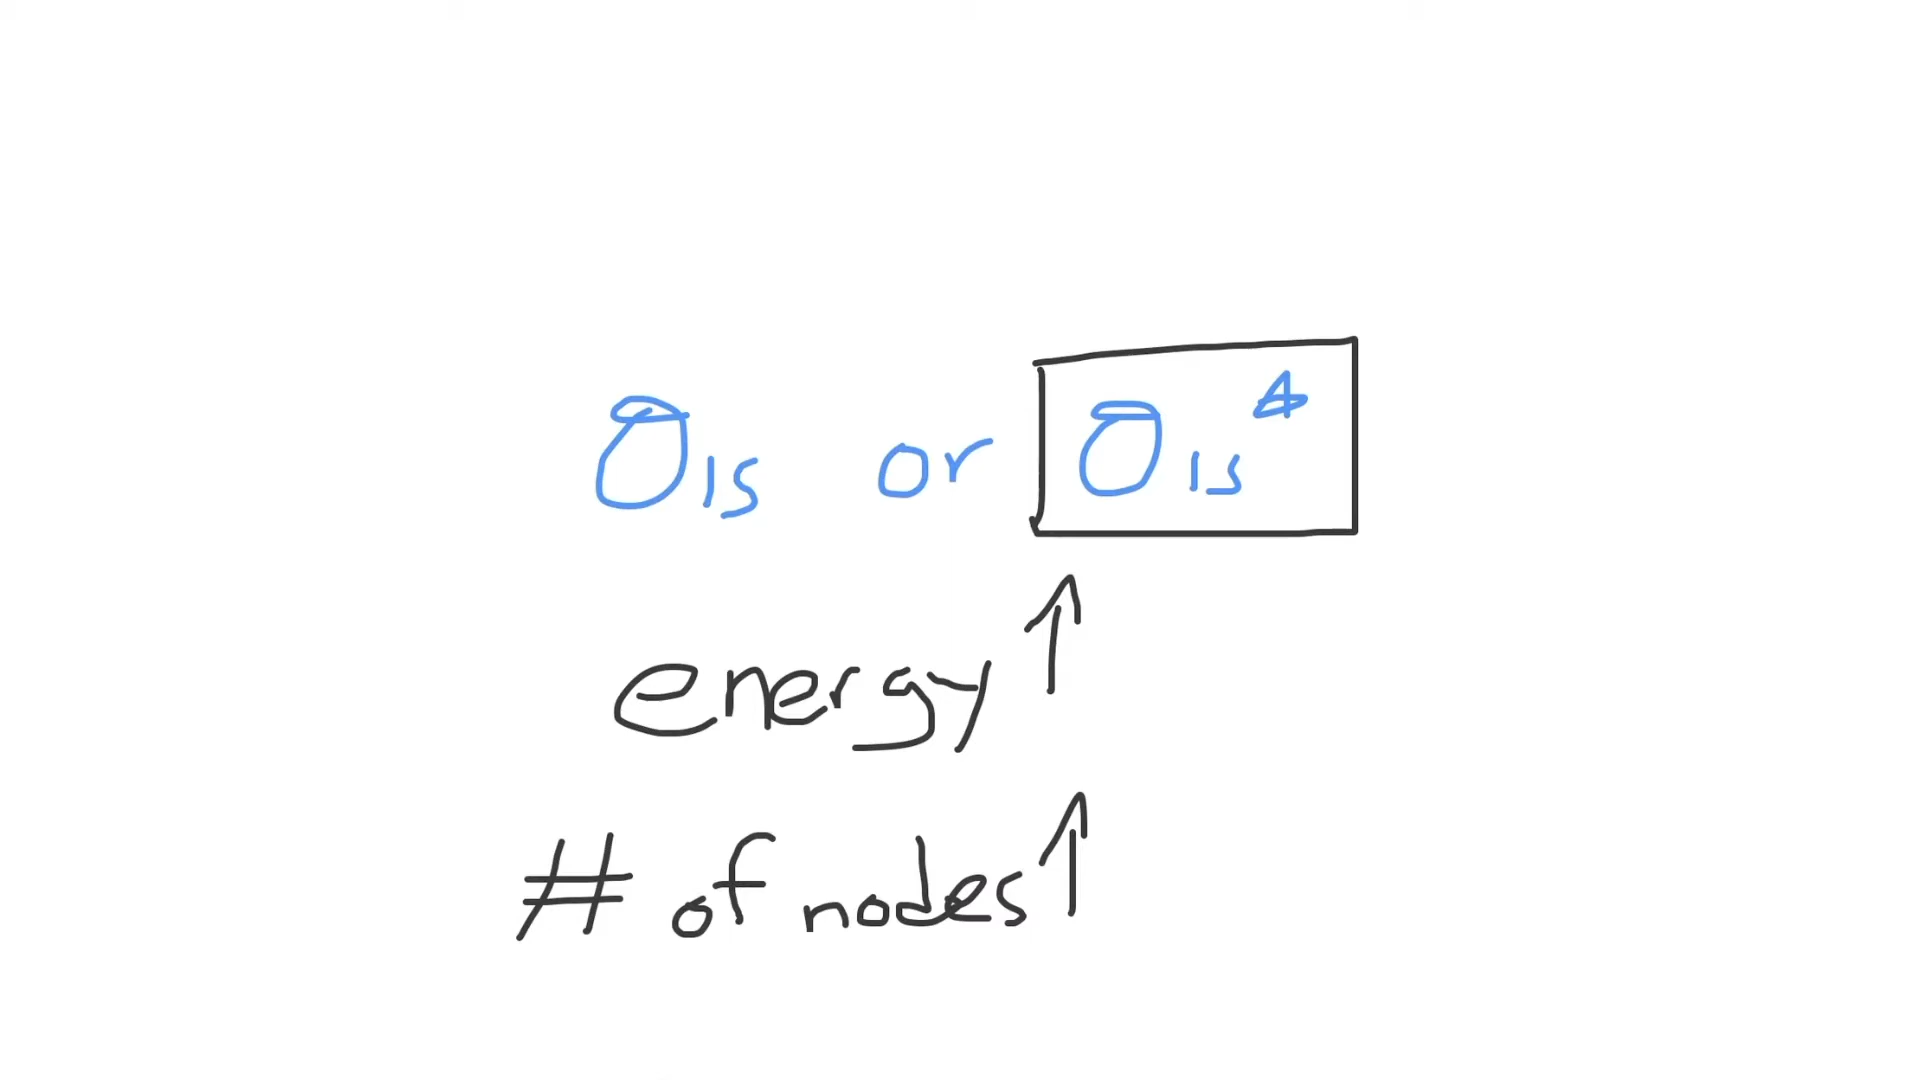 σ1s or σ1s*
energy ↑
# of nodes ↑